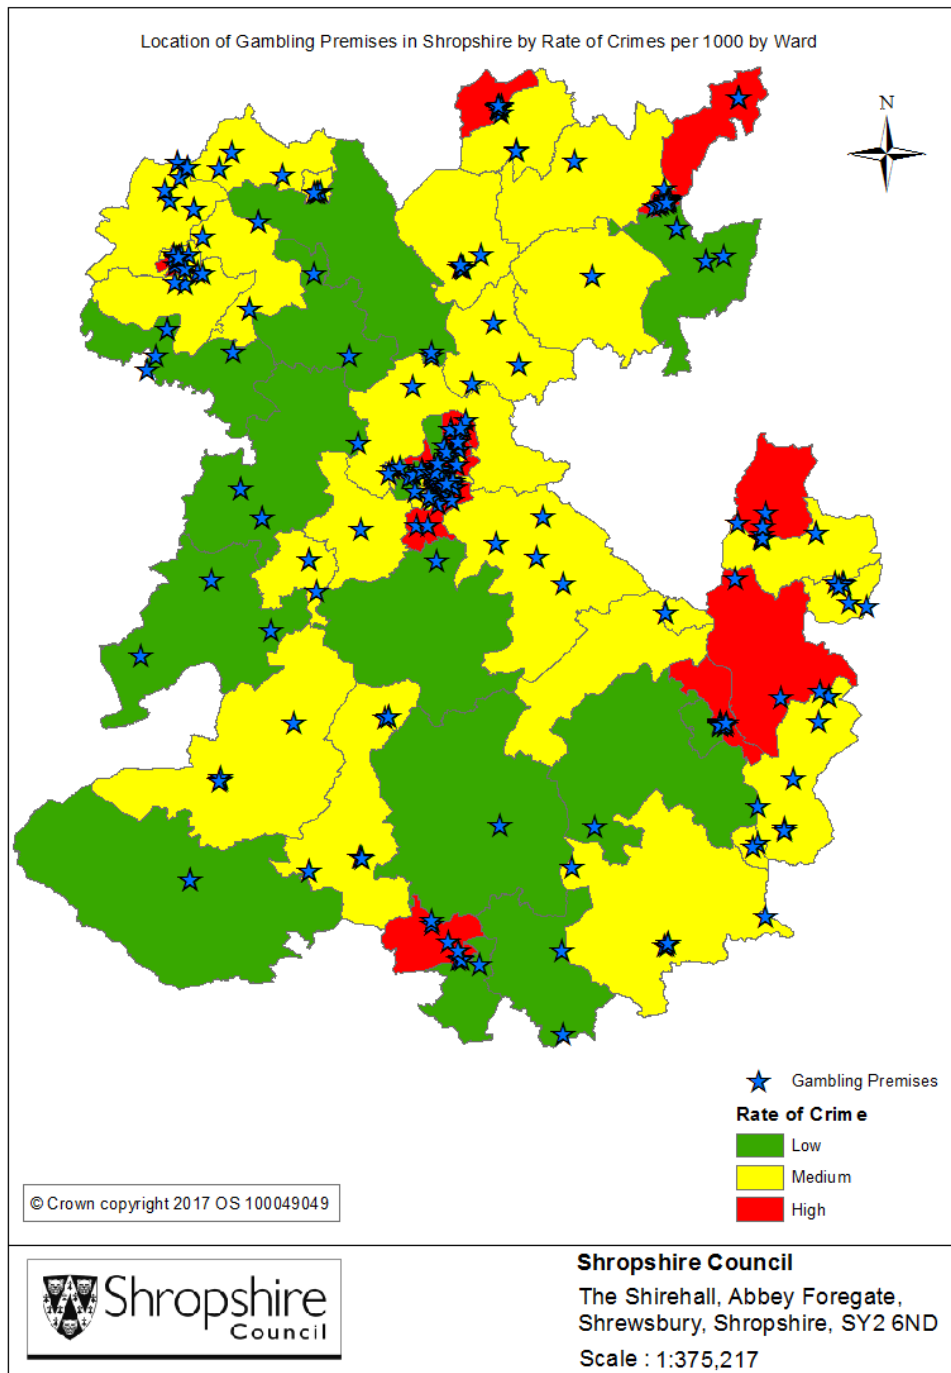 Location of Gambling Premises in Shropshire by Rate of Crimes per 1000 by Ward
N
Gambling Premises
Rate of Crime
Low
Medium
High
© Crown copyright 2017 OS 100049049
Shropshire
Council
Shropshire Council
The Shirehall, Abbey Foregate,
Shrewsbury, Shropshire, SY2 6ND
Scale : 1:375,217